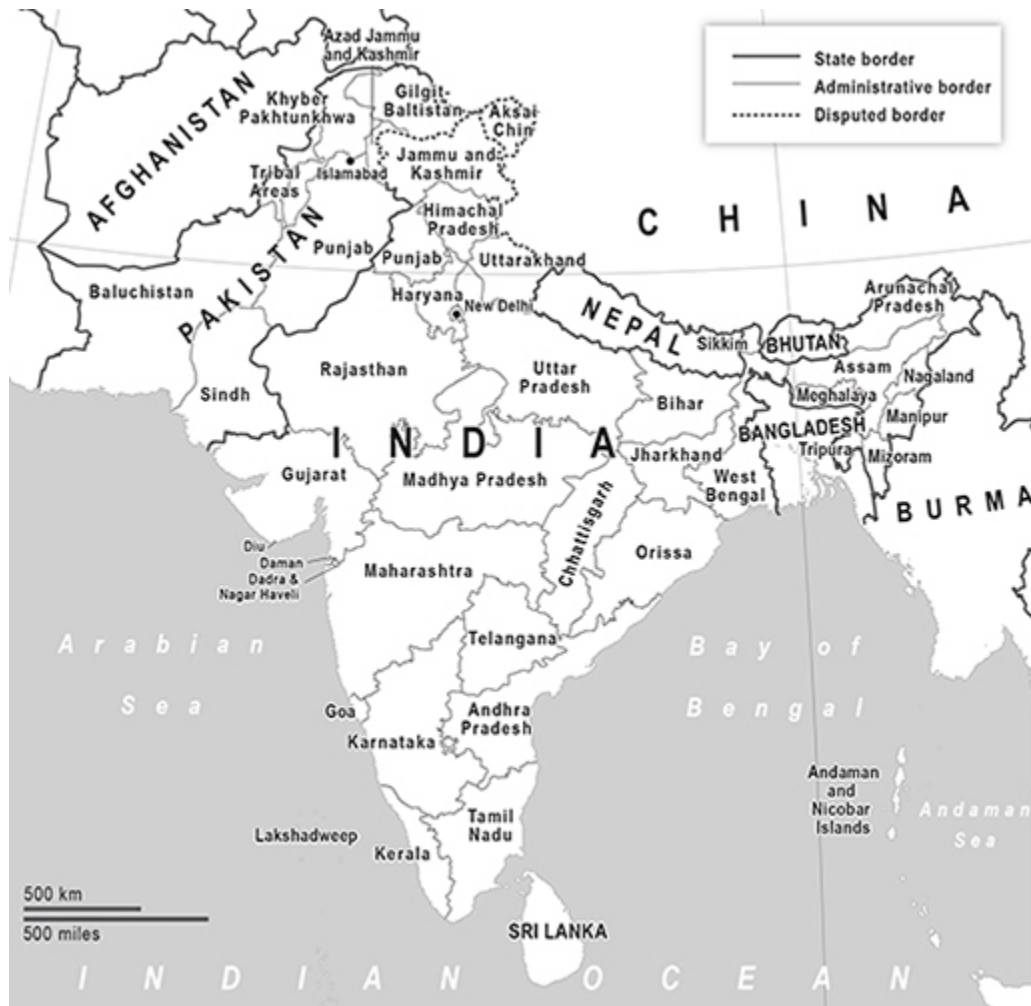 Azad Jammu
and Kashmir
State border
Administrative border
Disputed border
Gilgit-
Baltistan
Khyber
Pakhtunkhwa
Aksai
Chin
AFGHANISTAN
Jammu and
Kashmir
Islamabad
Tribal
Areas
CHINA
Himachal
Pradesh
Punjab
Punjab
Uttarakhand
PAKISTAN
Baluchistan
Haryana
New Delhi
Arunachal
Pradesh
NEPAL
Sikkim
BHUTAN
Rajasthan
Uttar
Pradesh
Assam
Nagaland
Sindh
Bihar
Meghalaya
Manipur
BANGLADESH
INDIA
Tripura
Mizoram
Jharkhand
Gujarat
Madhya Pradesh
West
Bengal
BURMA
Chhattisgarh
Orissa
Diu
Daman
Dadra &
Nagar Haveli
Maharashtra
Telangana
Arabian
Sea
Bay of
Bengal
Goa
Andhra
Pradesh
Karnataka
Andaman
and
Nicobar
Islands
Andaman
Sea
Tamil
Nadu
Lakshadweep
Kerala
500 km
500 miles
SRI LANKA
INDIAN OCEAN